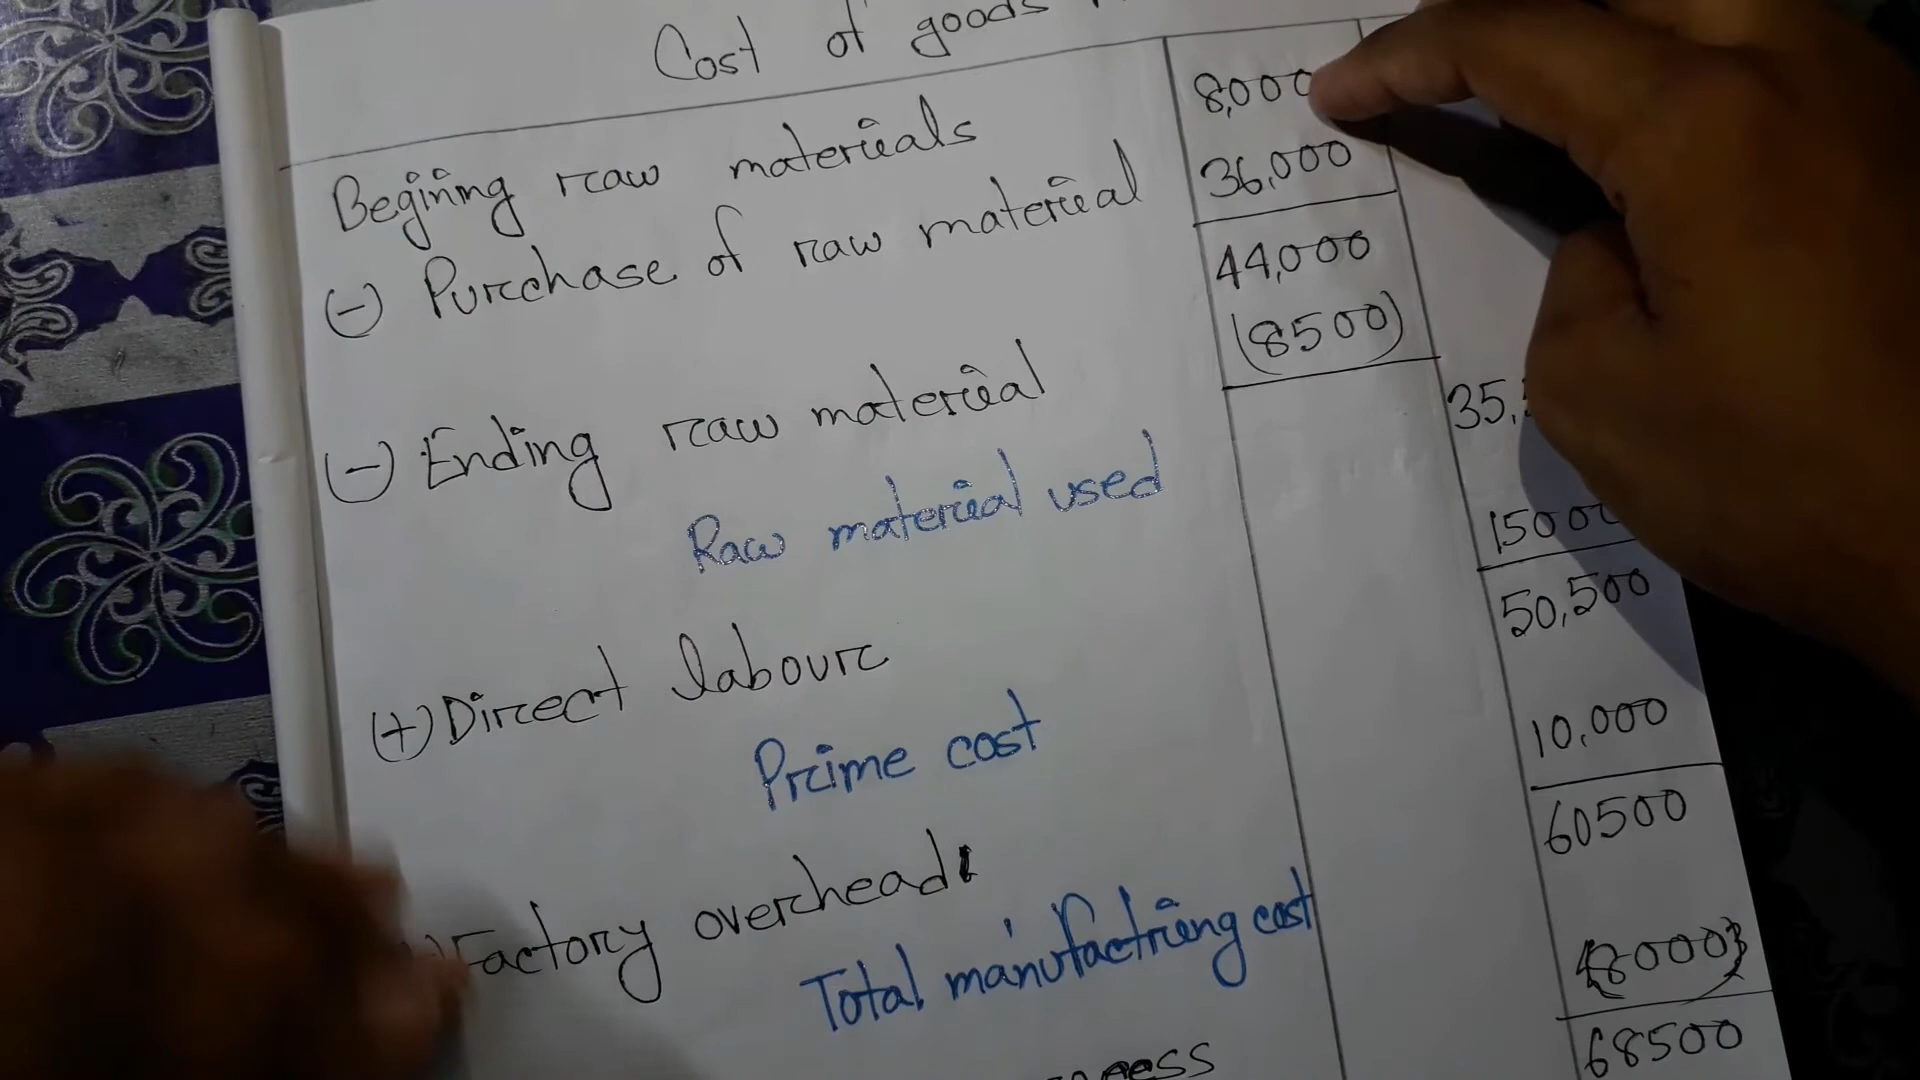 Cost of goods
Begining raw materials 8,000
(-) Purchase of raw material 36,000
44,000
(-) Ending raw material (8500)
Raw material used 35,
(+) Direct labour 15000
Prime cost 50,500
Factory overhead 10,000
Total manufactring cost 60500
(8000)
68500